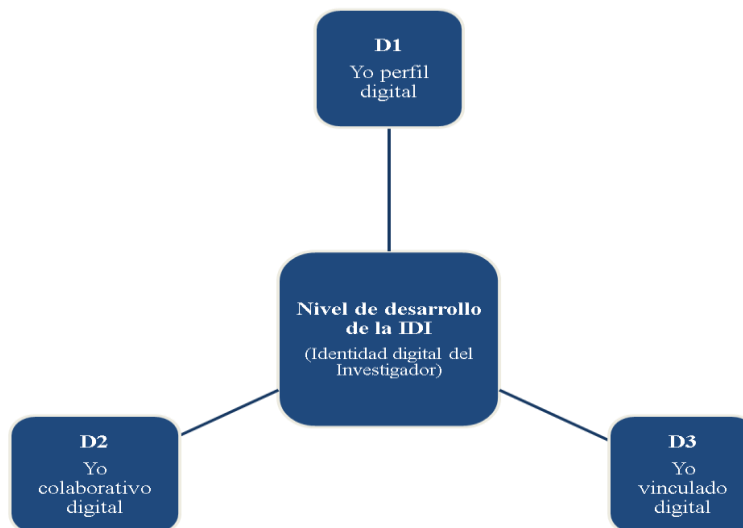 D1
Yo perfil
digital
Nivel de desarrollo
de la IDI
(Identidad digital del
Investigador)
D2
Yo
colaborativo
digital
D3
Yo
vinculado
digital